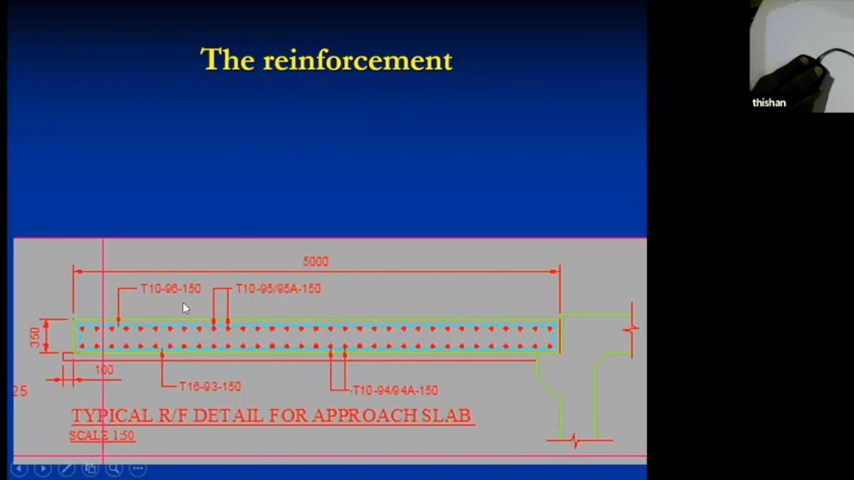 The reinforcement
thishan
5000
T10-96-150
T10-95/95A-150
350
100
25
T16-93-150
T10-94/94A-150
TYPICAL R/F DETAIL FOR APPROACH SLAB
SCALE 1:50